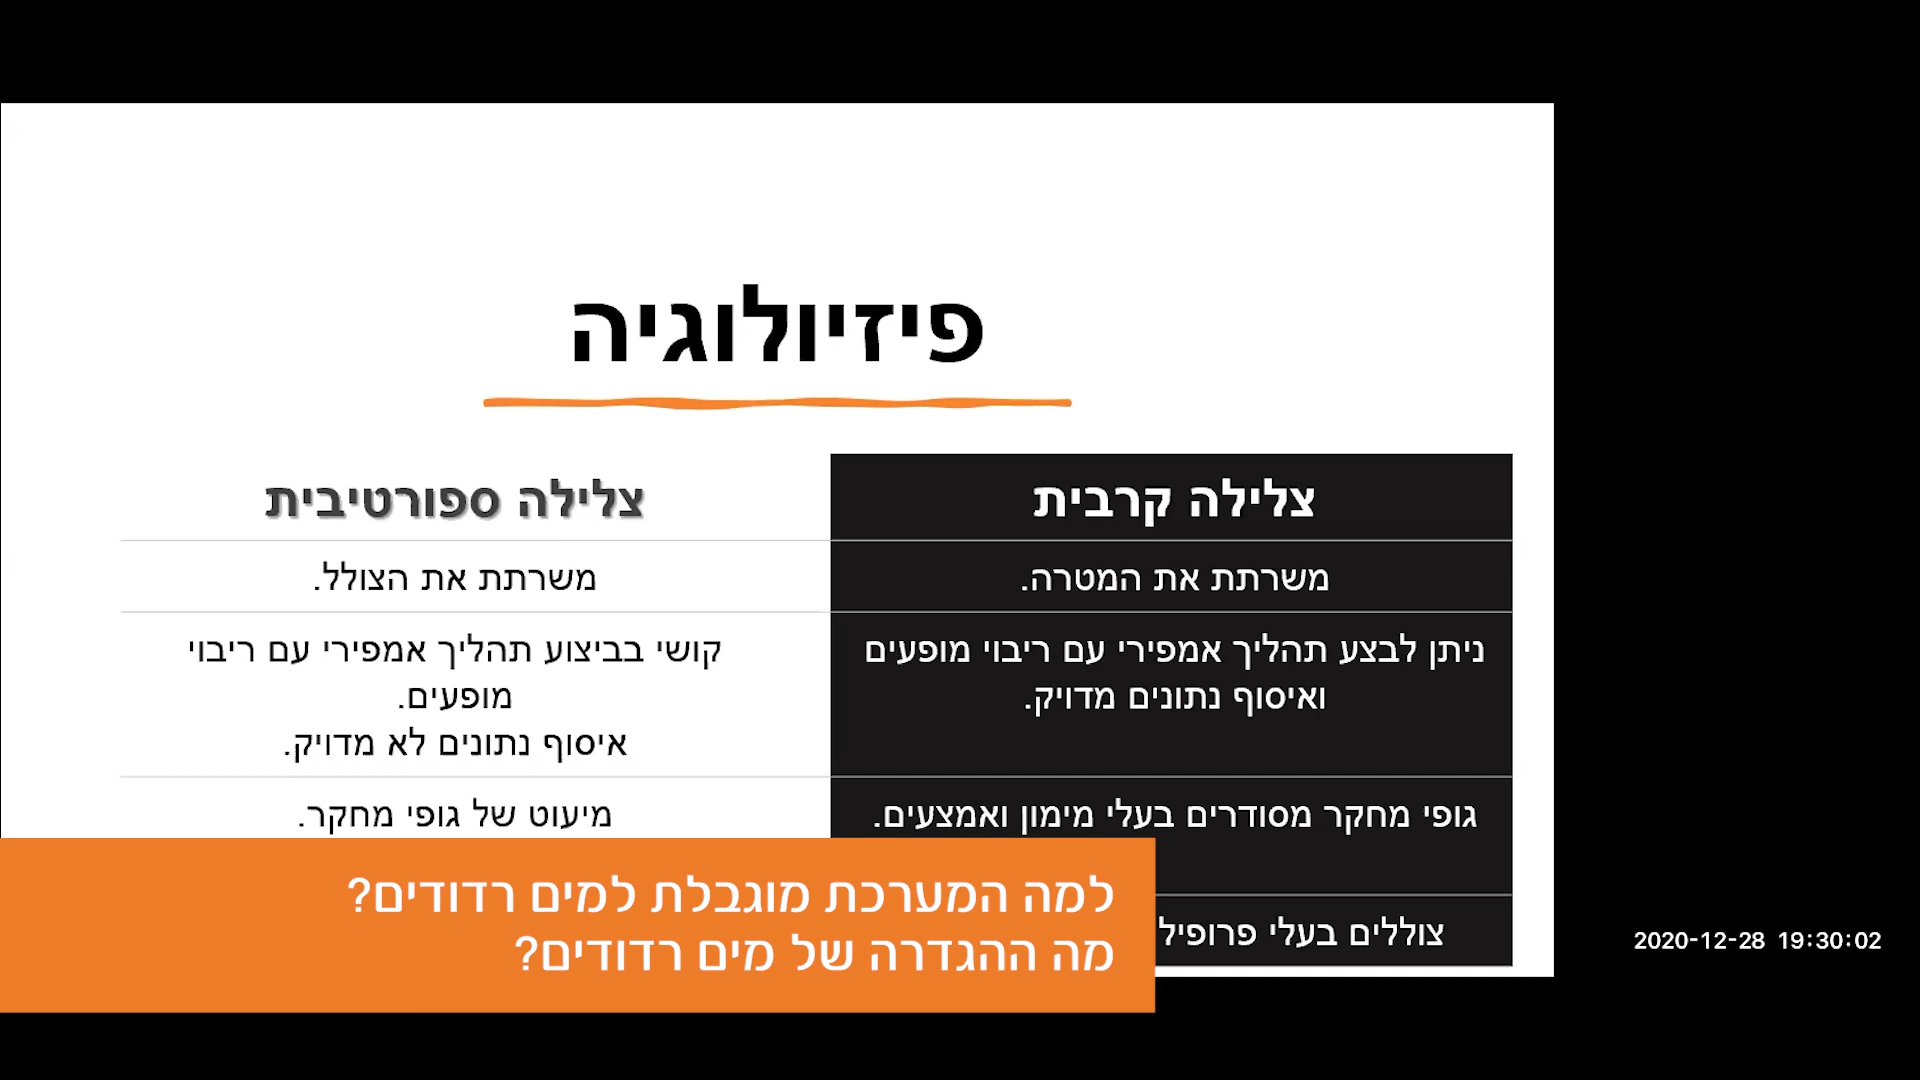 פיזיולוגיה
צלילה קרבית
צלילה ספורטיבית
משרתת את המטרה.
משרתת את הצולל.
ניתן לבצע תהליך אמפירי עם ריבוי מופעים
ואיסוף נתונים מדויק.
קושי בביצוע תהליך אמפירי עם ריבוי
מופעים.
איסוף נתונים לא מדויק.
גופי מחקר מסודרים בעלי מימון ואמצעים.
מיעוט של גופי מחקר.
צוללים בעלי פרופיל
למה המערכת מוגבלת למים רדודים?
מה ההגדרה של מים רדודים?
2020-12-28 19:30:02